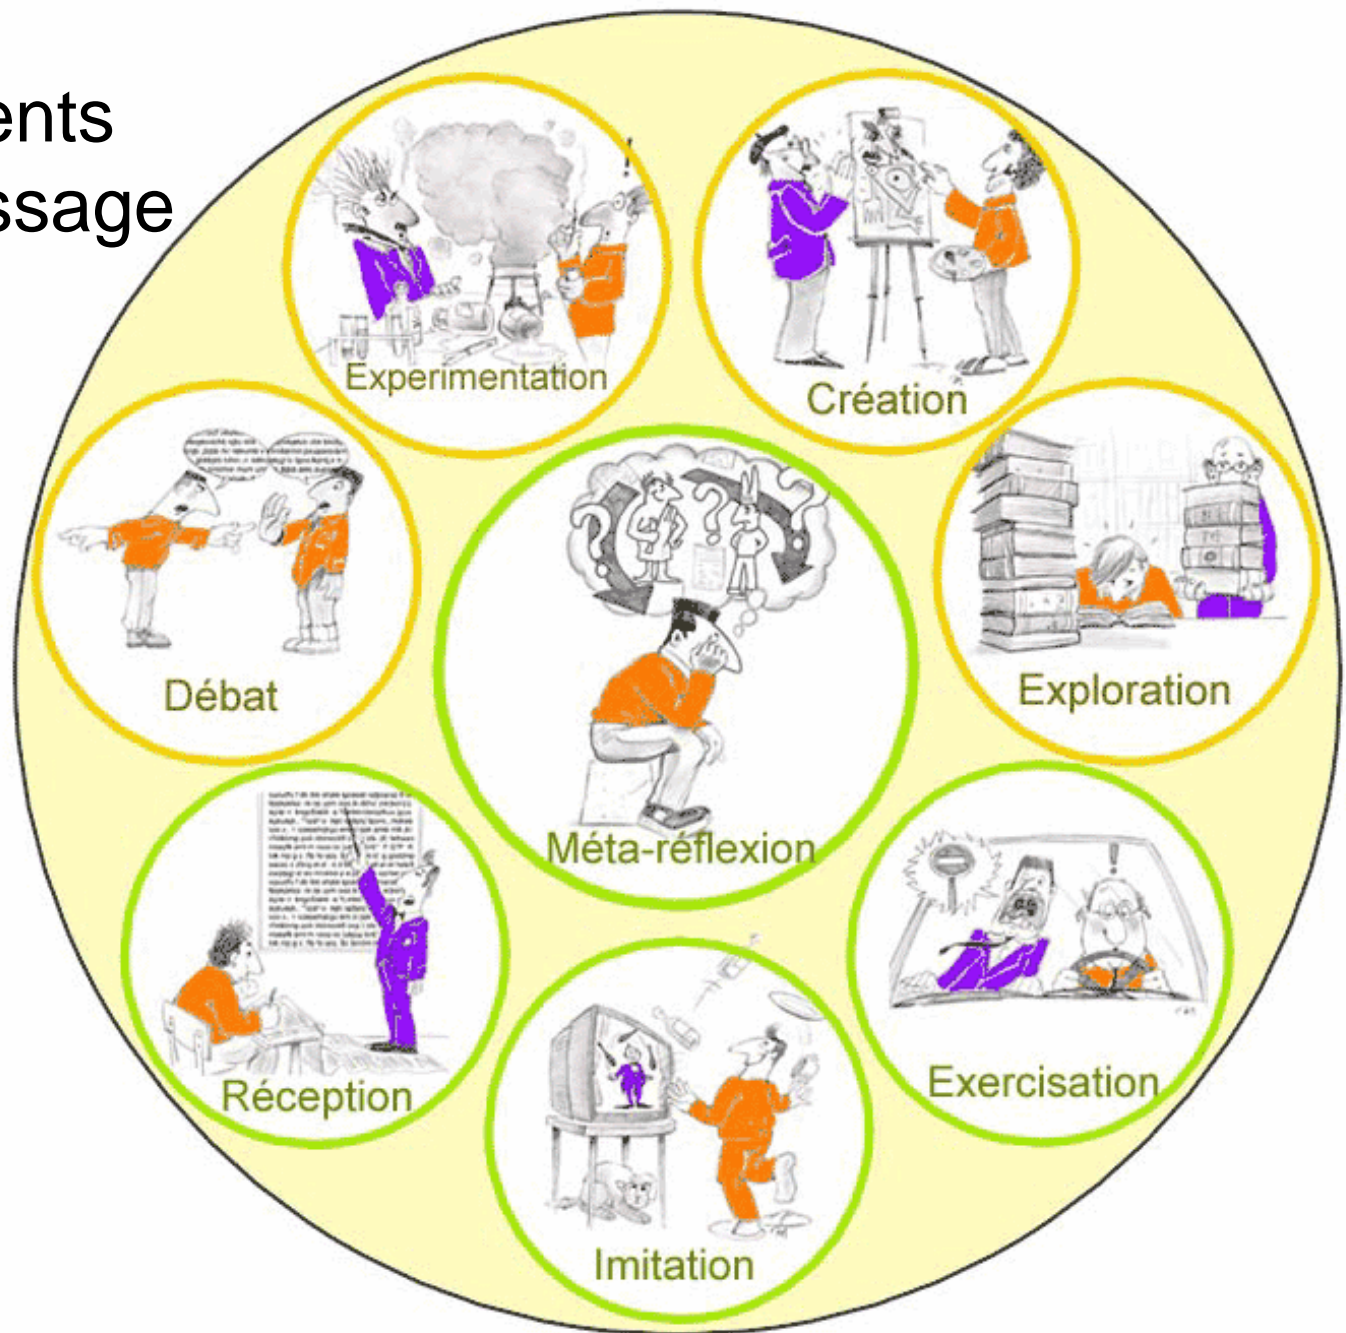 ents
ssage
Experimentation
Création
Débat
Exploration
Méta-réflexion
Réception
Exercisation
Imitation